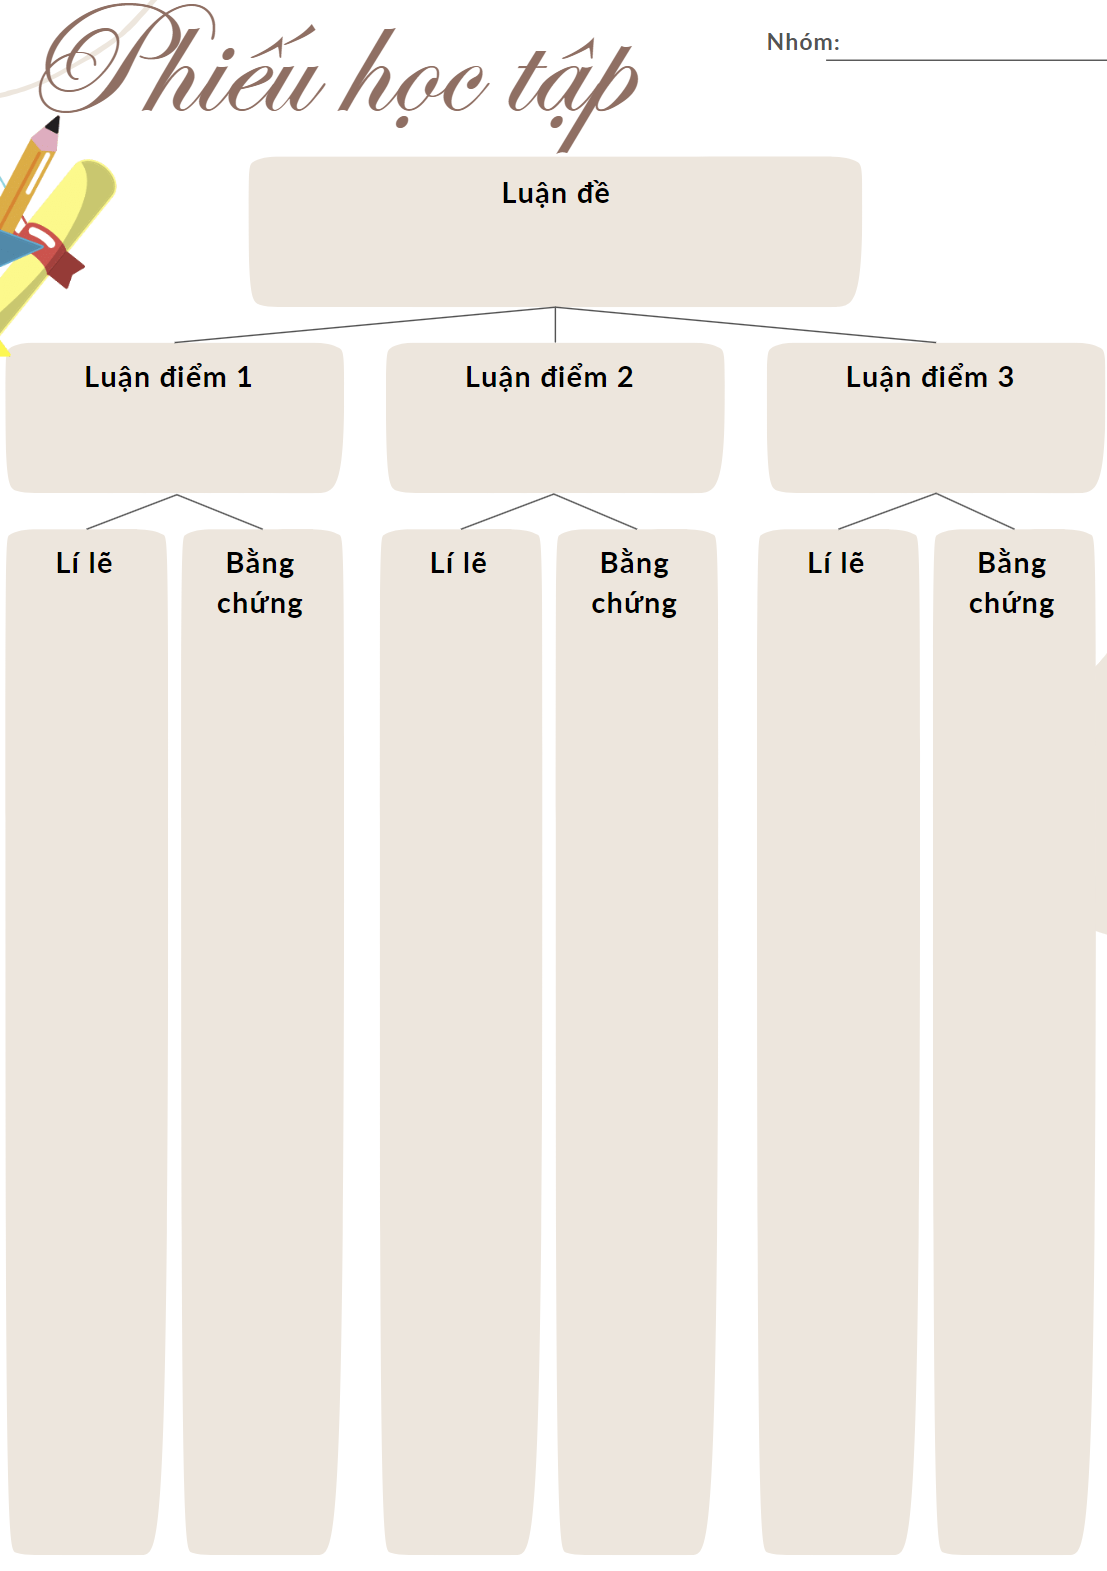 Phiếu học tập
Nhóm:
Luận đề
Luận điểm 1
Luận điểm 2
Luận điểm 3
Lí lẽ
Bằng
chứng
Lí lẽ
Bằng
chứng
Lí lẽ
Bằng
chứng